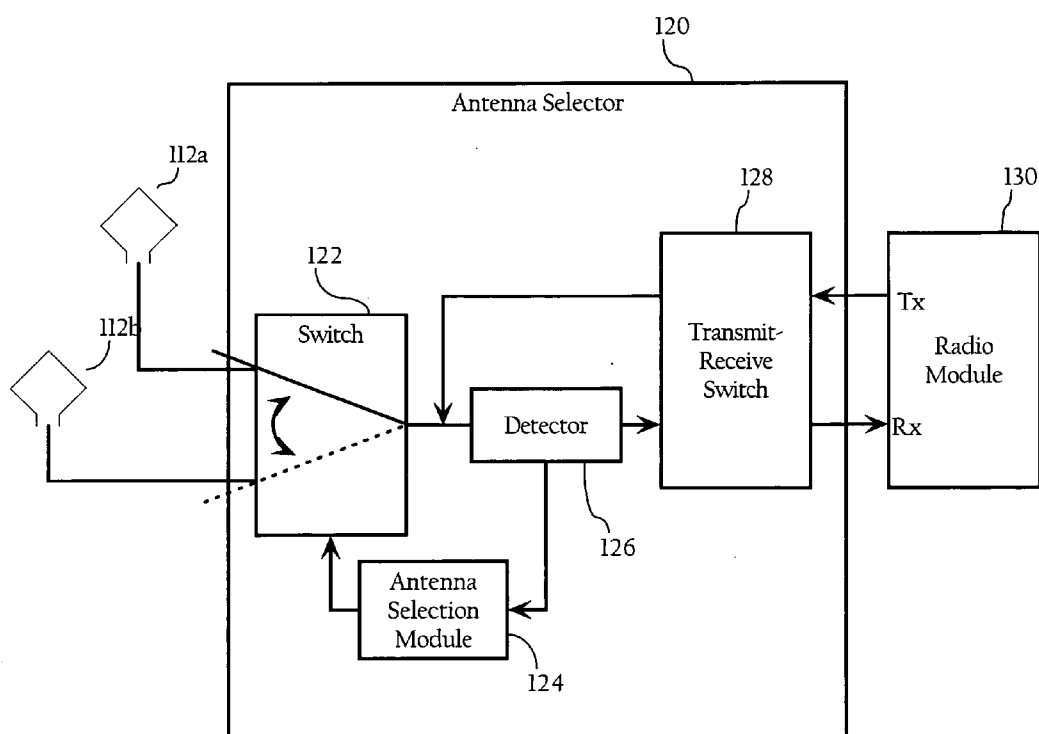 120
Antenna Selector
112a
128
130
122
112b
Switch
Transmit-
Receive
Switch
Tx
Radio
Module
Rx
Detector
126
Antenna
Selection
Module
124